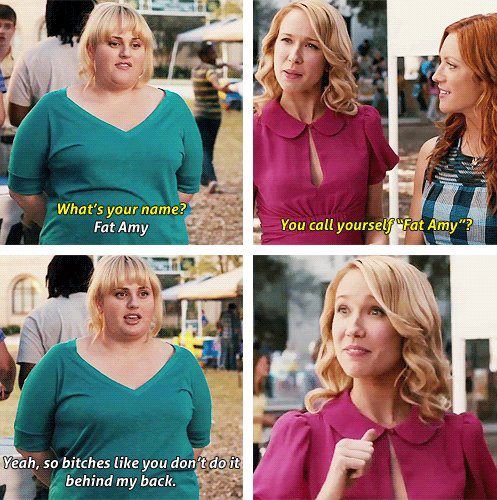 What's your name?
Fat Amy
You call yourself "Fat Amy"?
Yeah, so bitches like you don't do it
behind my back.